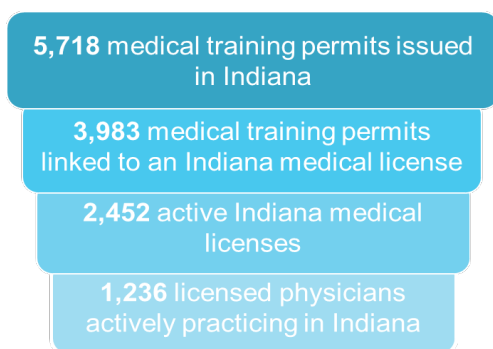 5,718 medical training permits issued
in Indiana
3,983 medical training permits
linked to an Indiana medical license
2,452 active Indiana medical
licenses
1,236 licensed physicians
actively practicing in Indiana